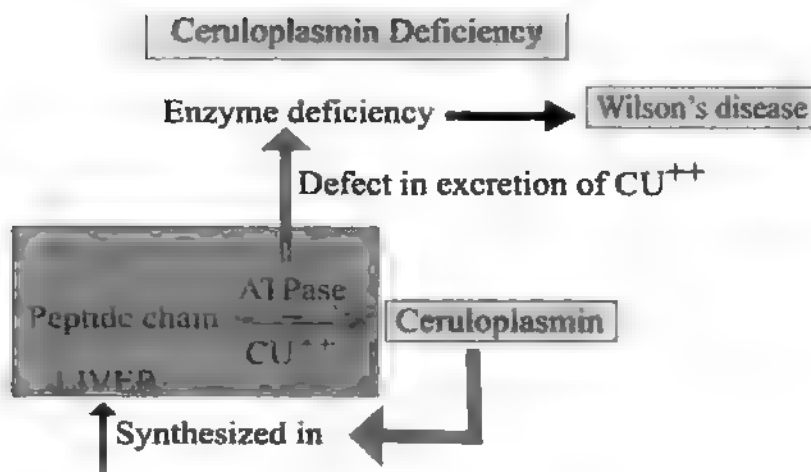 Ceruloplasmin Deficiency
Enzyme deficiency
Wilson's disease
Defect in excretion of CU++
ATPase
Peptide chain
Ceruloplasmin
CU++
LIVER
Synthesized in